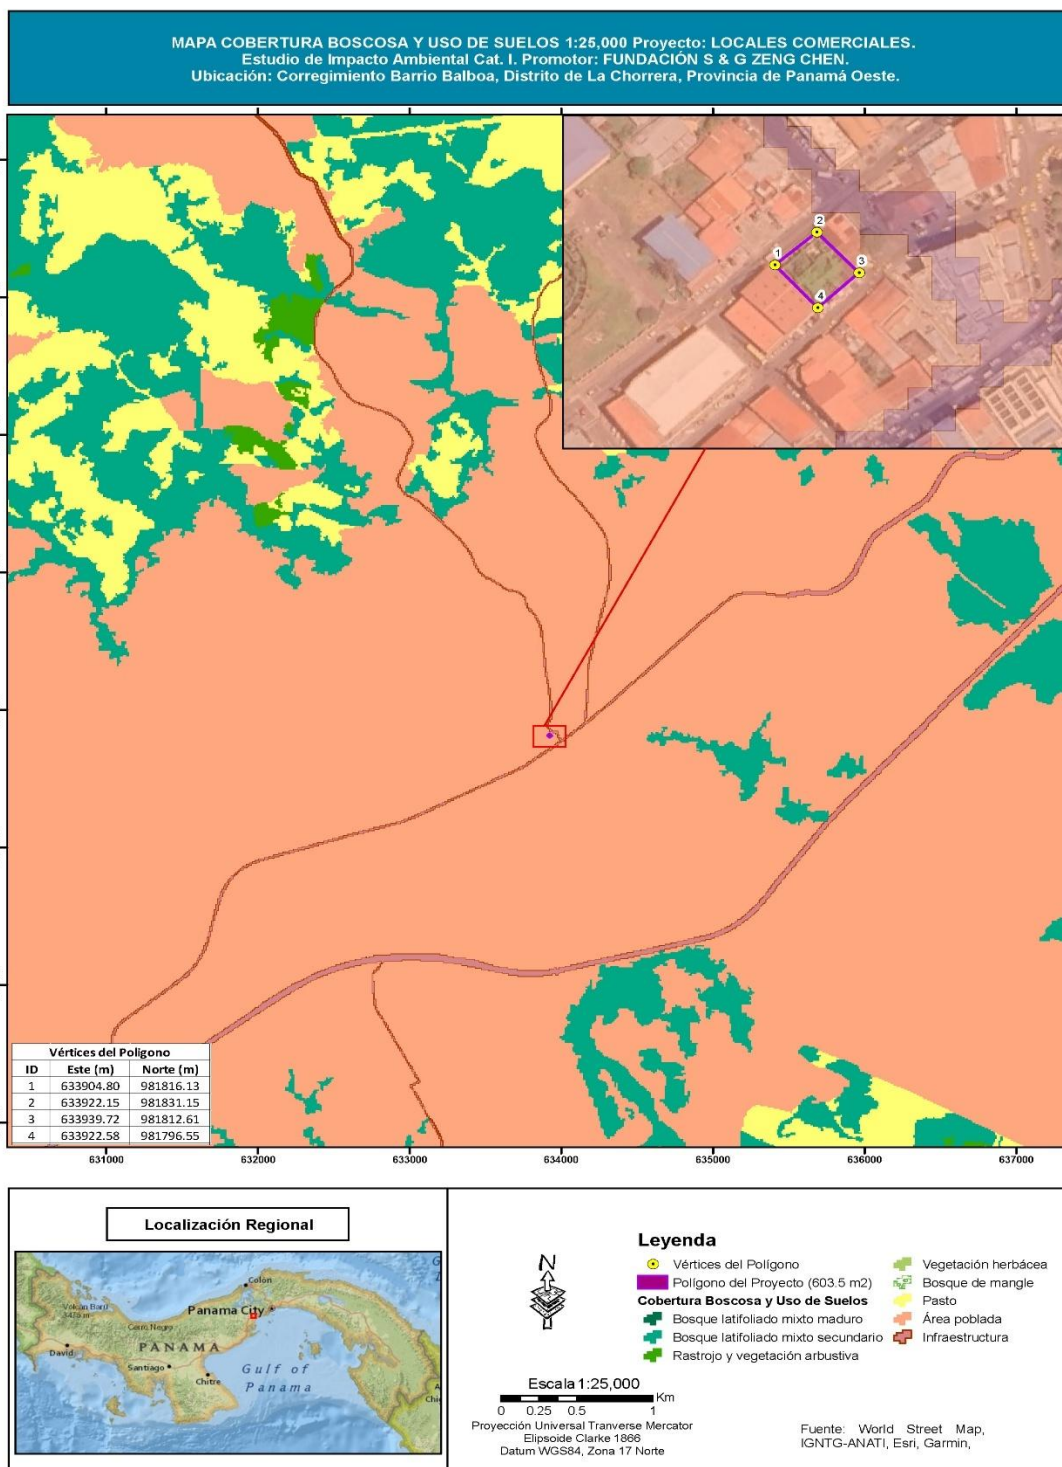 MAPA COBERTURA BOSCOSA Y USO DE SUELOS 1:25,000 Proyecto: LOCALES COMERCIALES.
Estudio de Impacto Ambiental Cat. I. Promotor: FUNDACIÓN S & G ZENG CHEN.
Ubicación: Corregimiento Barrio Balboa, Distrito de La Chorrera, Provincia de Panamá Oeste.
2
1
3
4
Vértices del Poligono
ID Este (m) Norte (m)
1 633904.80 981816.13
2 633922.15 981831.15
3 633939.72 981812.61
4 633922.58 981796.55
631000 632000 633000 634000 635000 636000 637000
Localización Regional
Colón
Panama City
Volcán Barú
Cerro Negro
PANAMA
David
Santiago
Chitre
Gulf of
Panama
N
Leyenda
Vértices del Polígono
Polígono del Proyecto (603.5 m2)
Cobertura Boscosa y Uso de Suelos
Bosque latifoliado mixto maduro
Bosque latifoliado mixto secundario
Rastrojo y vegetación arbustiva
Vegetación herbácea
Bosque de mangle
Pasto
Área poblada
Infraestructura
Escala 1:25,000
Km
0 0.25 0.5 1
Proyección Universal Tranverse Mercator
Elipsoide Clarke 1866
Datum WGS84, Zona 17 Norte
Fuente: World Street Map,
IGNTG-ANATI, Esri, Garmin,